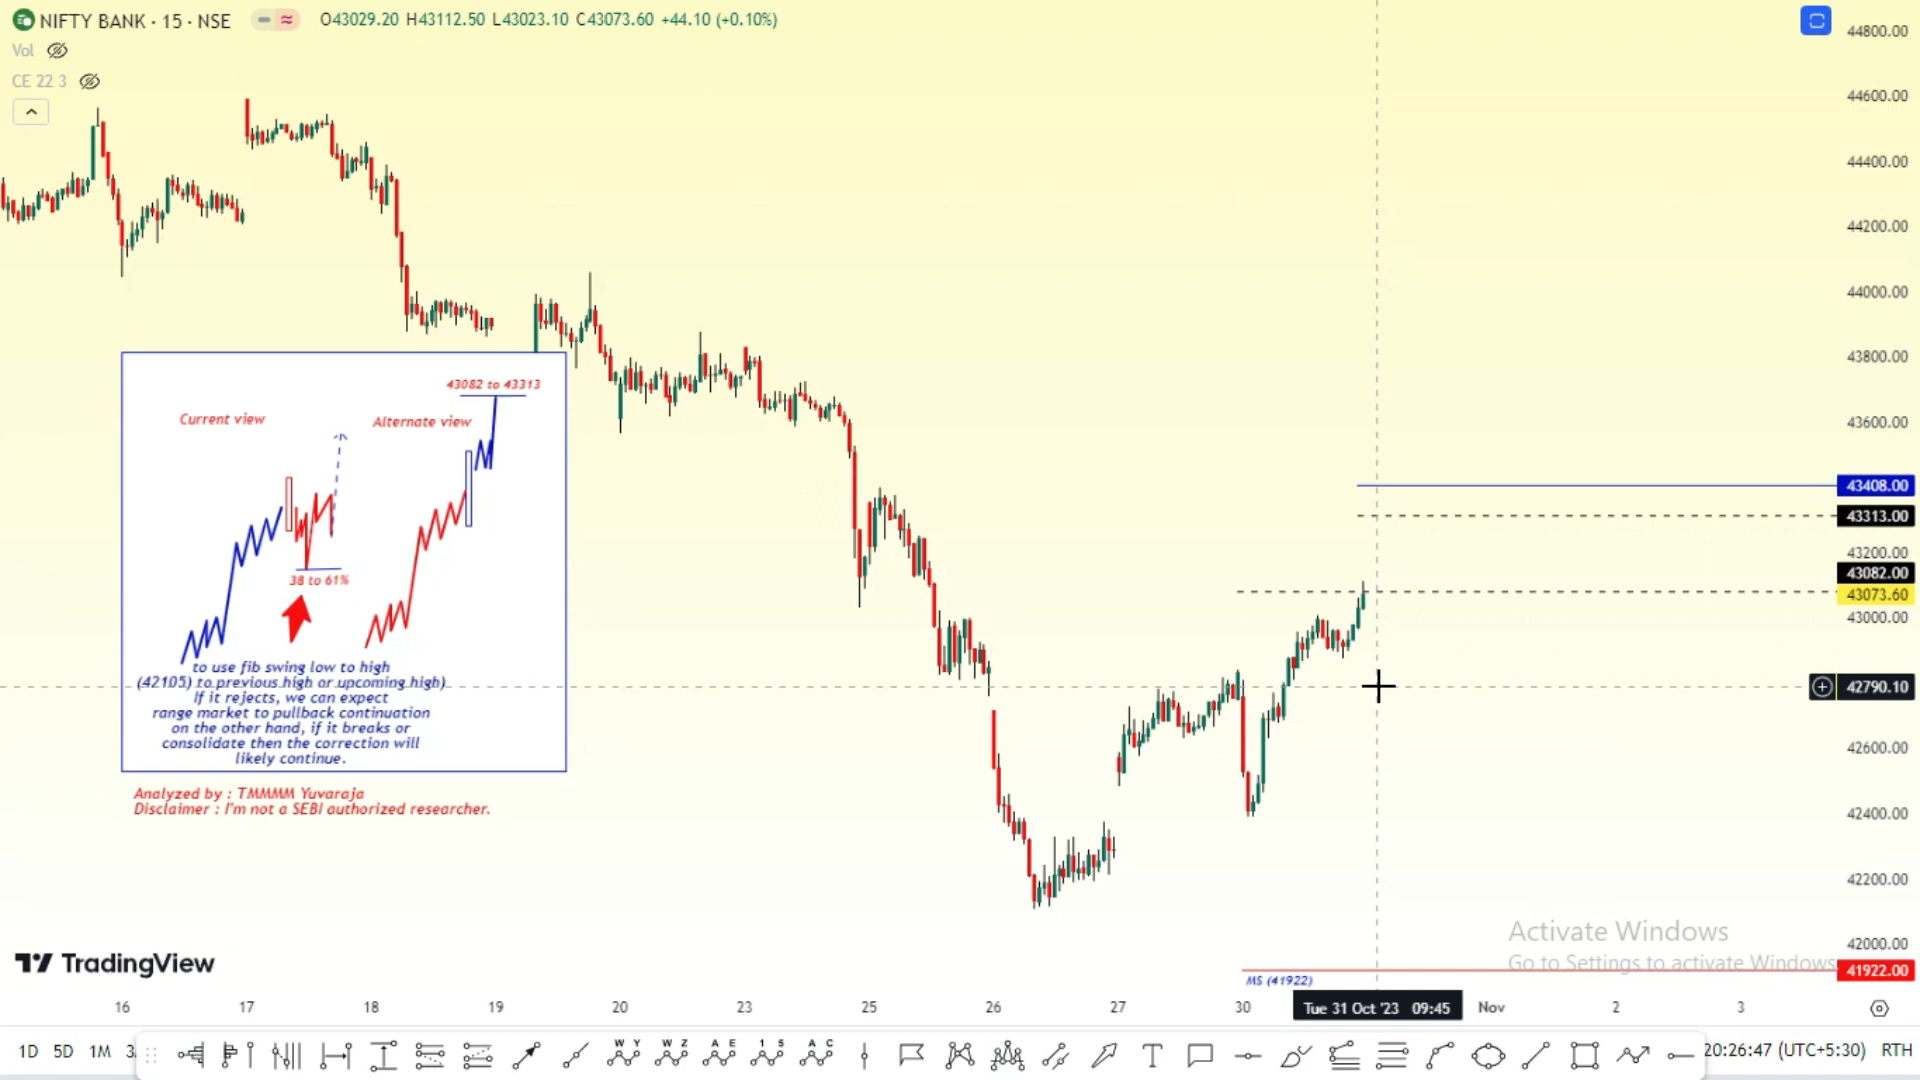 NIFTY BANK · 15 · NSE
O43029.20 H43112.50 L43023.10 C43073.60 +44.10 (+0.10%)
Vol
CE 22 3
44800.00
44600.00
44400.00
44200.00
44000.00
43800.00
43600.00
43408.00
43313.00
43200.00
43082.00
43073.60
43000.00
42790.10
42600.00
42400.00
42200.00
42000.00
41922.00
43082 to 43313
Current view
Alternate view
38 to 61%
to use fib swing low to high
(42105) to previous high or upcoming high)
If it rejects, we can expect
range market to pullback continuation
on the other hand, if it breaks or
consolidate then the correction will
likely continue.
Analyzed by : TMMMM Yuvaraja
Disclaimer : I'm not a SEBI authorized researcher.
Activate Windows
Go to Settings to activate Windows
TradingView
MS (41922)
16 17 18 19 20 23 25 26 27 30 Tue 31 Oct '23 09:45 Nov 2 3
1D 5D 1M
W Y
W Z
A E
1 5
A C
20:26:47 (UTC+5:30) RTH